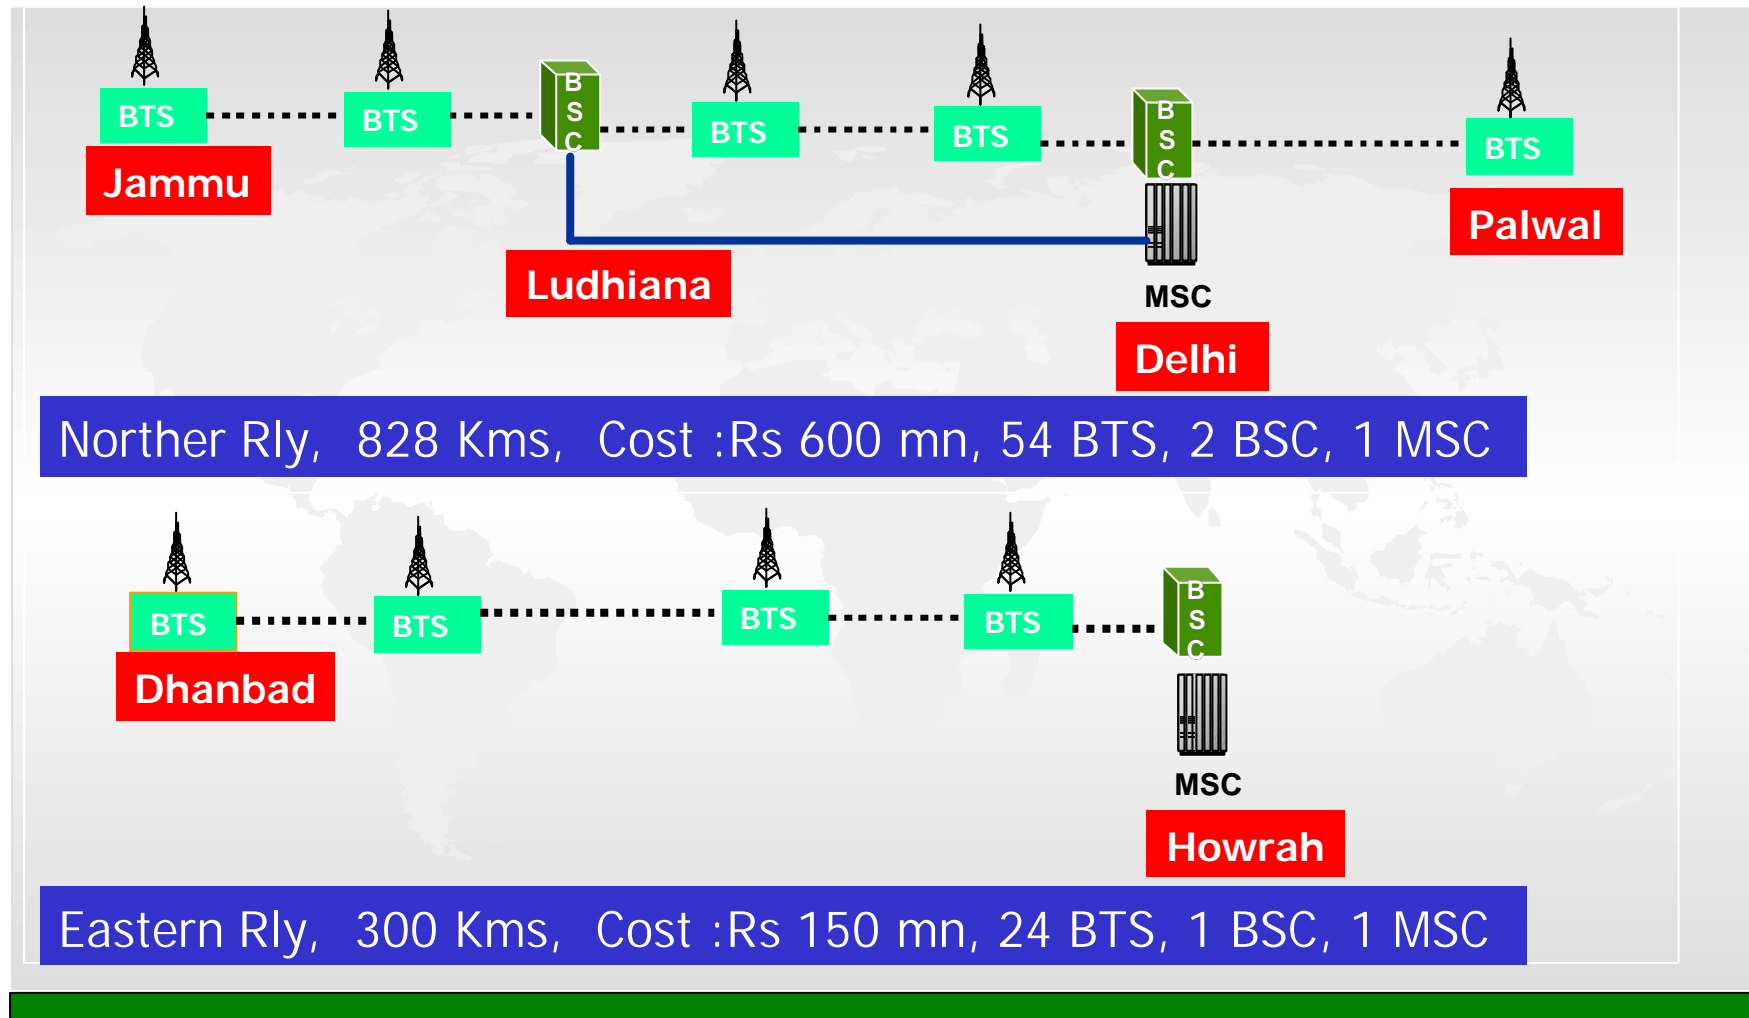 BTS
BTS
B
S
C
BTS
BTS
B
S
C
BTS
Jammu
Palwal
Ludhiana
MSC
Delhi
Norther Rly, 828 Kms, Cost :Rs 600 mn, 54 BTS, 2 BSC, 1 MSC
BTS
BTS
BTS
BTS
B
S
C
Dhanbad
MSC
Howrah
Eastern Rly, 300 Kms, Cost :Rs 150 mn, 24 BTS, 1 BSC, 1 MSC